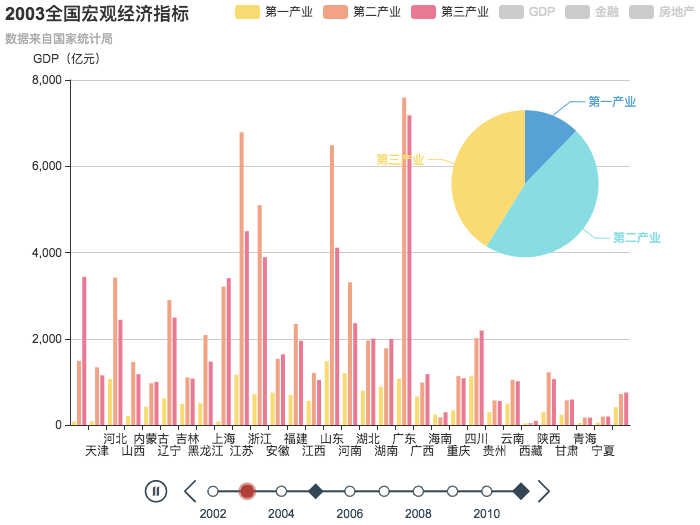 2003全国宏观经济指标
数据来自国家统计局
第一产业 第二产业 第三产业 GDP 金融 房地产
GDP（亿元）
8,000
6,000
4,000
2,000
0
第一产业
第三产业
第二产业
河北 内蒙古 吉林 上海 浙江 福建 山东 湖北 广东 海南 四川 云南 陕西 青海
天津 山西 辽宁 黑龙江 江苏 安徽 江西 河南 湖南 广西 重庆 贵州 西藏 甘肃 宁夏
2002 2004 2006 2008 2010